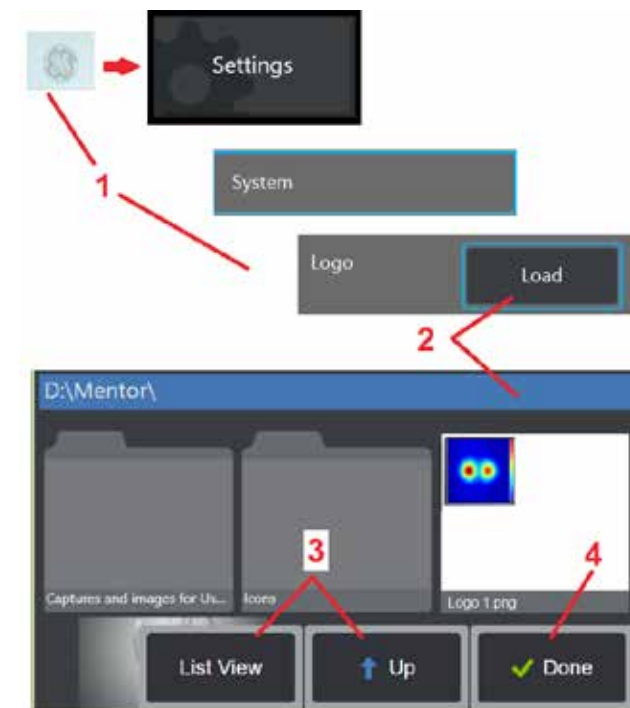 Settings
1
System
Logo
Load
2
D:\Mentor\
3
4
Captures and images for Us...
Icons
Logo 1.png
List View
Up
Done